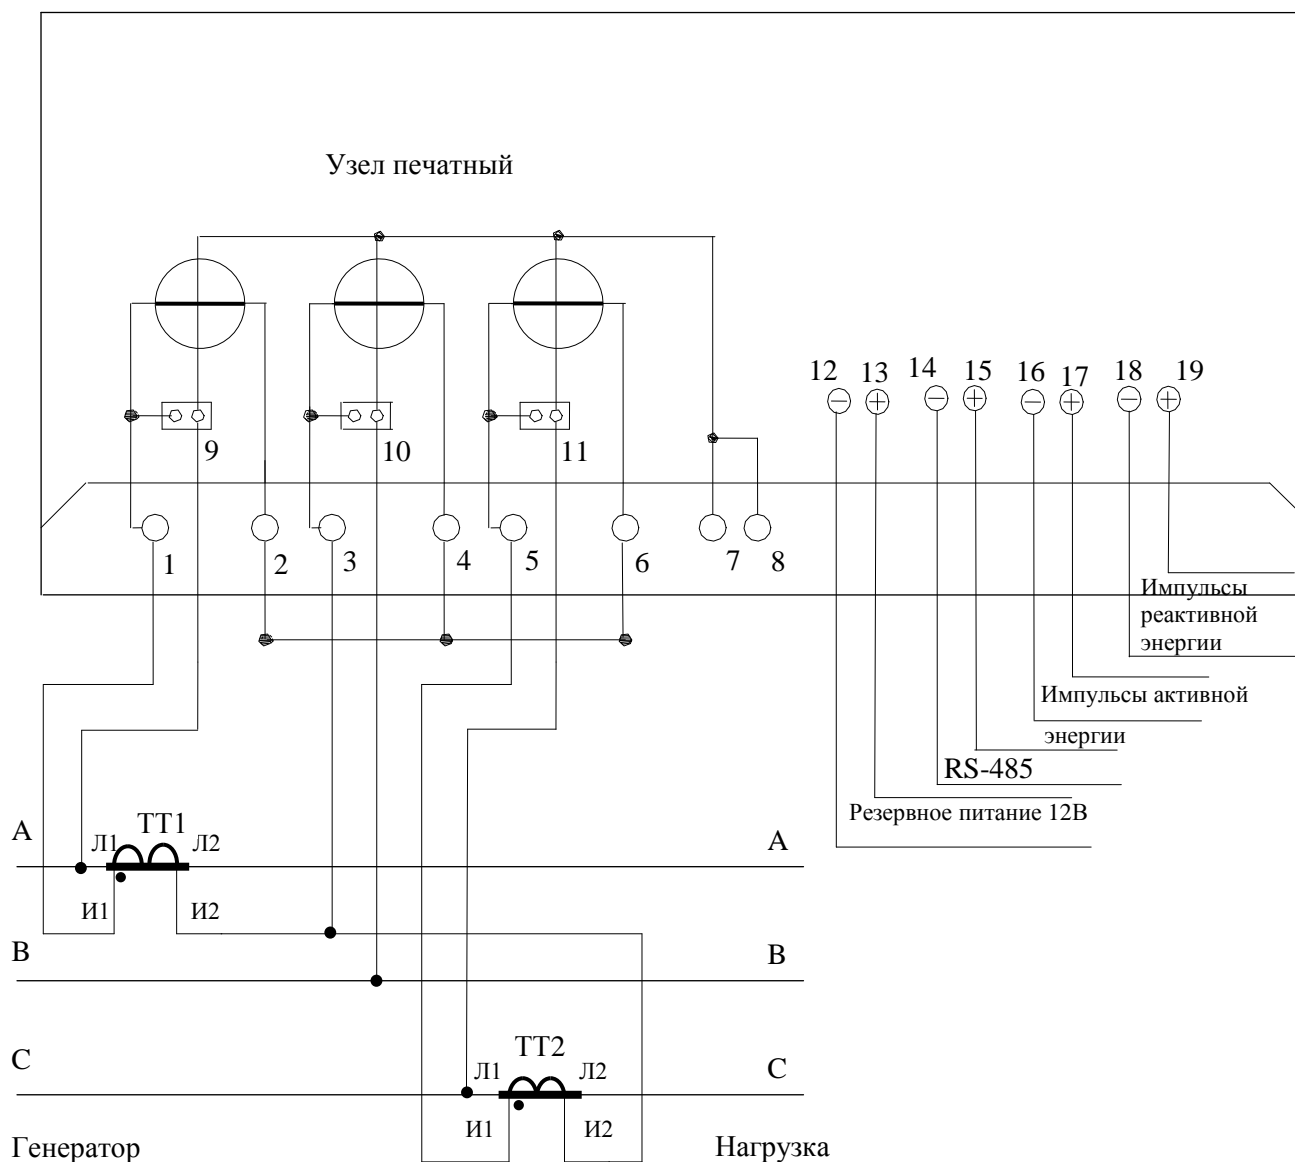 Узел печатный
12 13 14 15 16 17 18 19
9 10 11
1 2 3 4 5 6 7 8
Импульсы
реактивной
энергии
Импульсы активной
энергии
RS-485
Резервное питание 12В
А Л1 ТТ1 Л2 А
И1 И2
В В
С Л1 ТТ2 Л2 С
И1 И2
Генератор Нагрузка